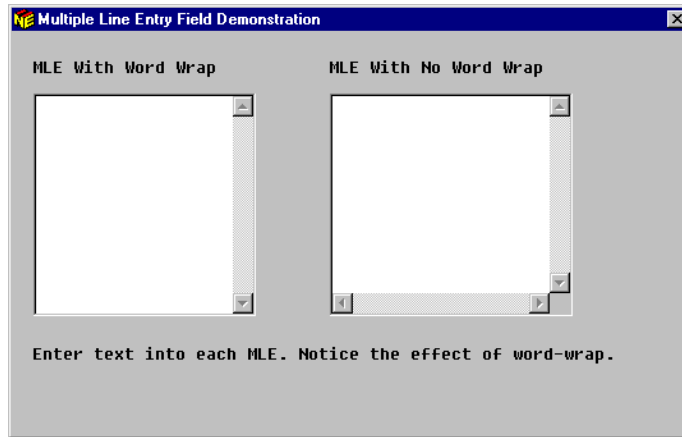 NE Multiple Line Entry Field Demonstration
MLE With Word Wrap
MLE With No Word Wrap
Enter text into each MLE. Notice the effect of word-wrap.